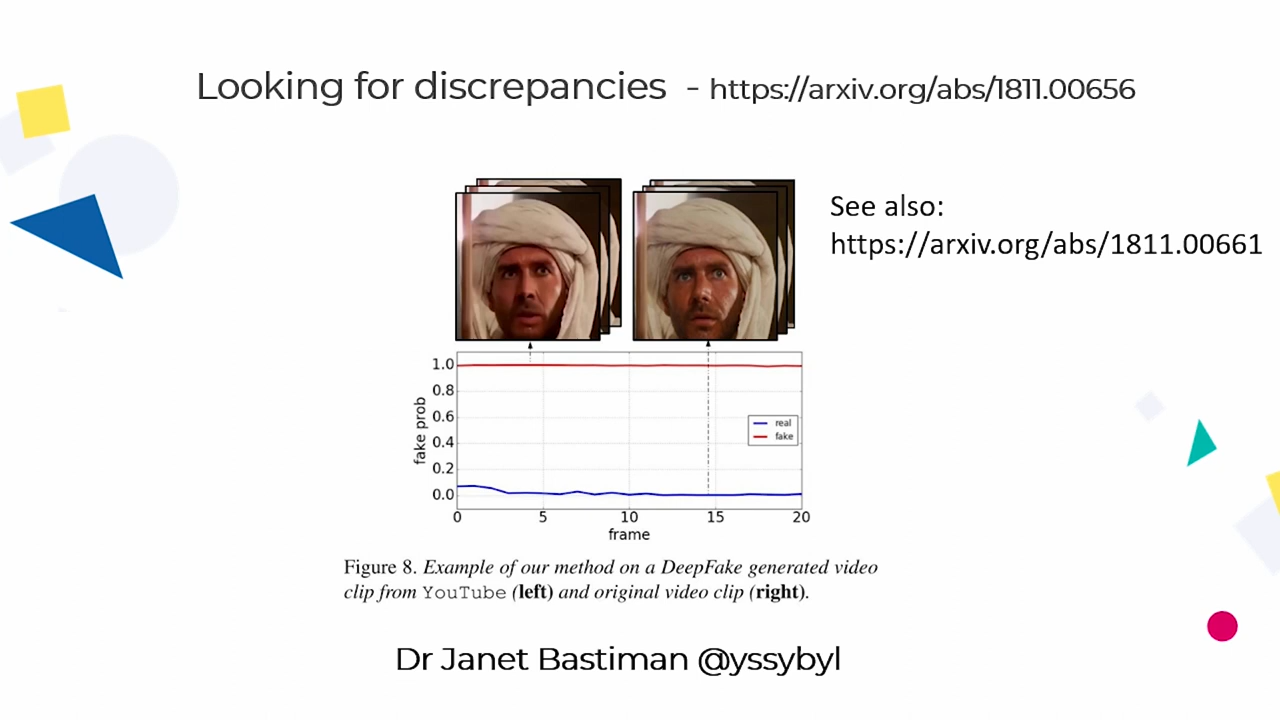 Looking for discrepancies - https://arxiv.org/abs/1811.00656
See also:
https://arxiv.org/abs/1811.00661
1.0
0.8
0.6
0.4
0.2
0.0
fake prob
real
fake
0 5 10 15 20
frame
Figure 8. Example of our method on a DeepFake generated video
clip from YouTube (left) and original video clip (right).
Dr Janet Bastiman @yssybyl